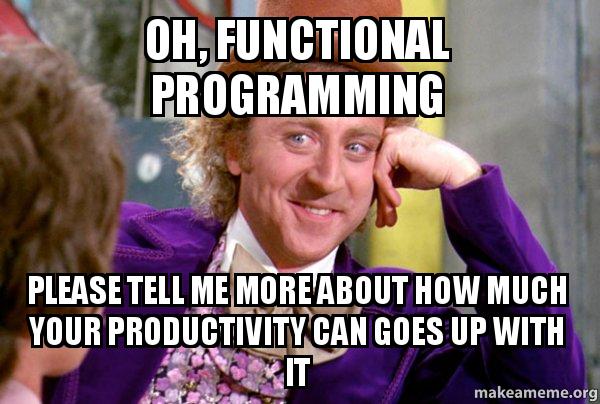 OH, FUNCTIONAL
PROGRAMMING
PLEASE TELL ME MORE ABOUT HOW MUCH
YOUR PRODUCTIVITY CAN GOES UP WITH
IT
makeameme.org